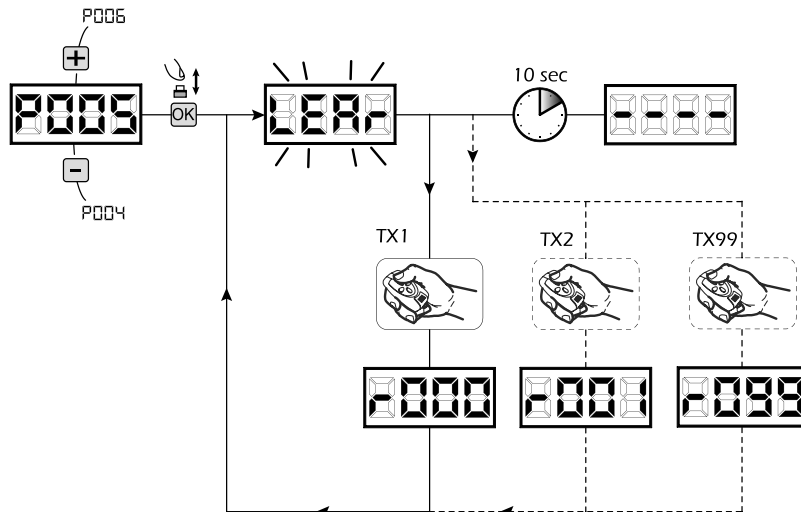 P006
+
P005
OK
LEAr
10 sec
----
-
P004
TX1
TX2
TX99
r000
r001
r099